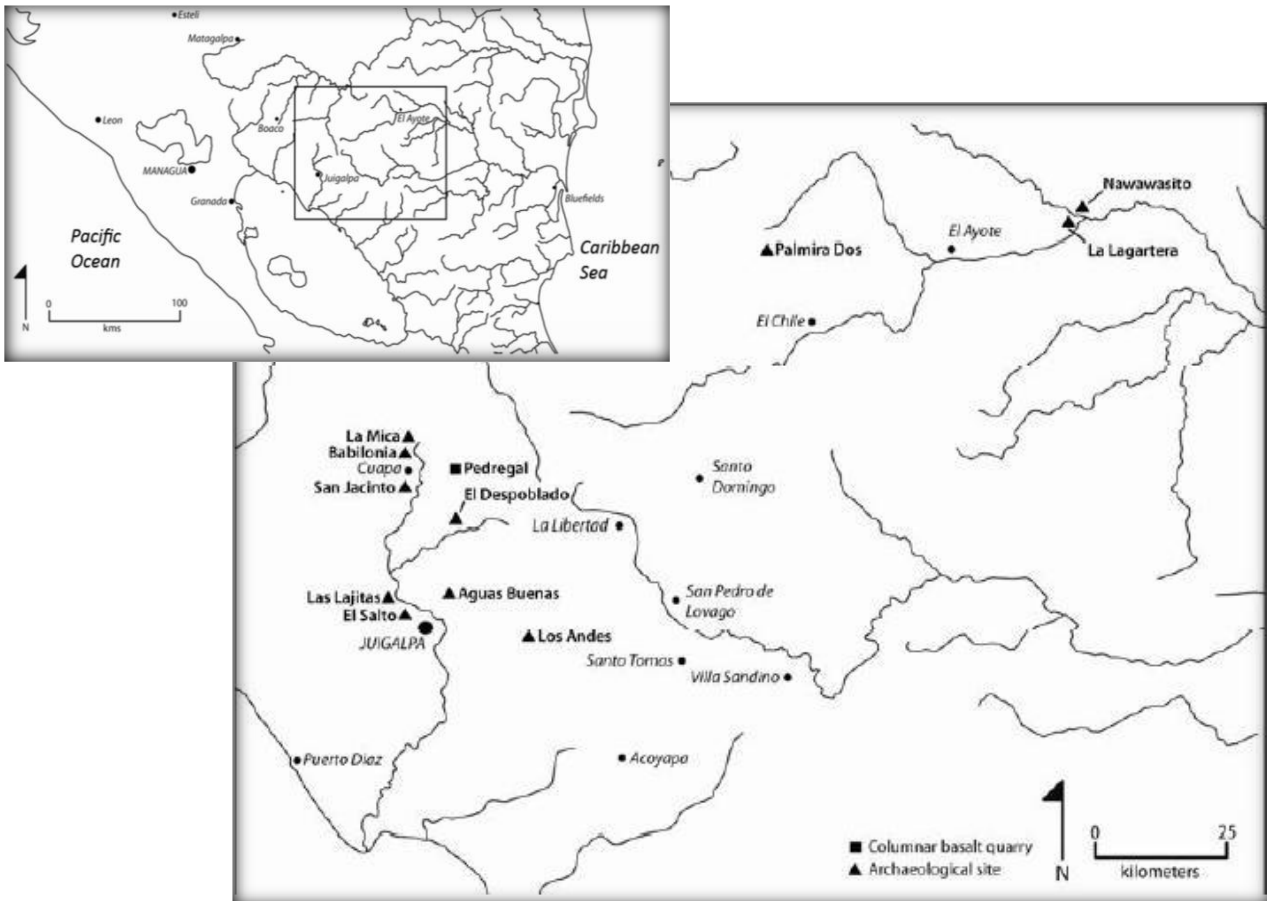 Esteli
Matagalpa
Leon
Boaco
El Ayote
MANAGUA
Juigalpa
Granada
Bluefields
Pacific
Ocean
Caribbean
Sea
0
100
kms
N
Nawawasito
El Ayote
Palmira Dos
La Lagartera
El Chile
La Mica
Babilonia
Cuapa
Pedregal
San Jacinto
El Despoblado
Santo
Domingo
La Libertad
Las Lajitas
Aguas Buenas
San Pedro de
Lovago
El Salto
JUIGALPA
Los Andes
Santo Tomas
Villa Sandino
Puerto Diaz
Acoyapa
0
25
kilometers
N
Columnar basalt quarry
Archaeological site